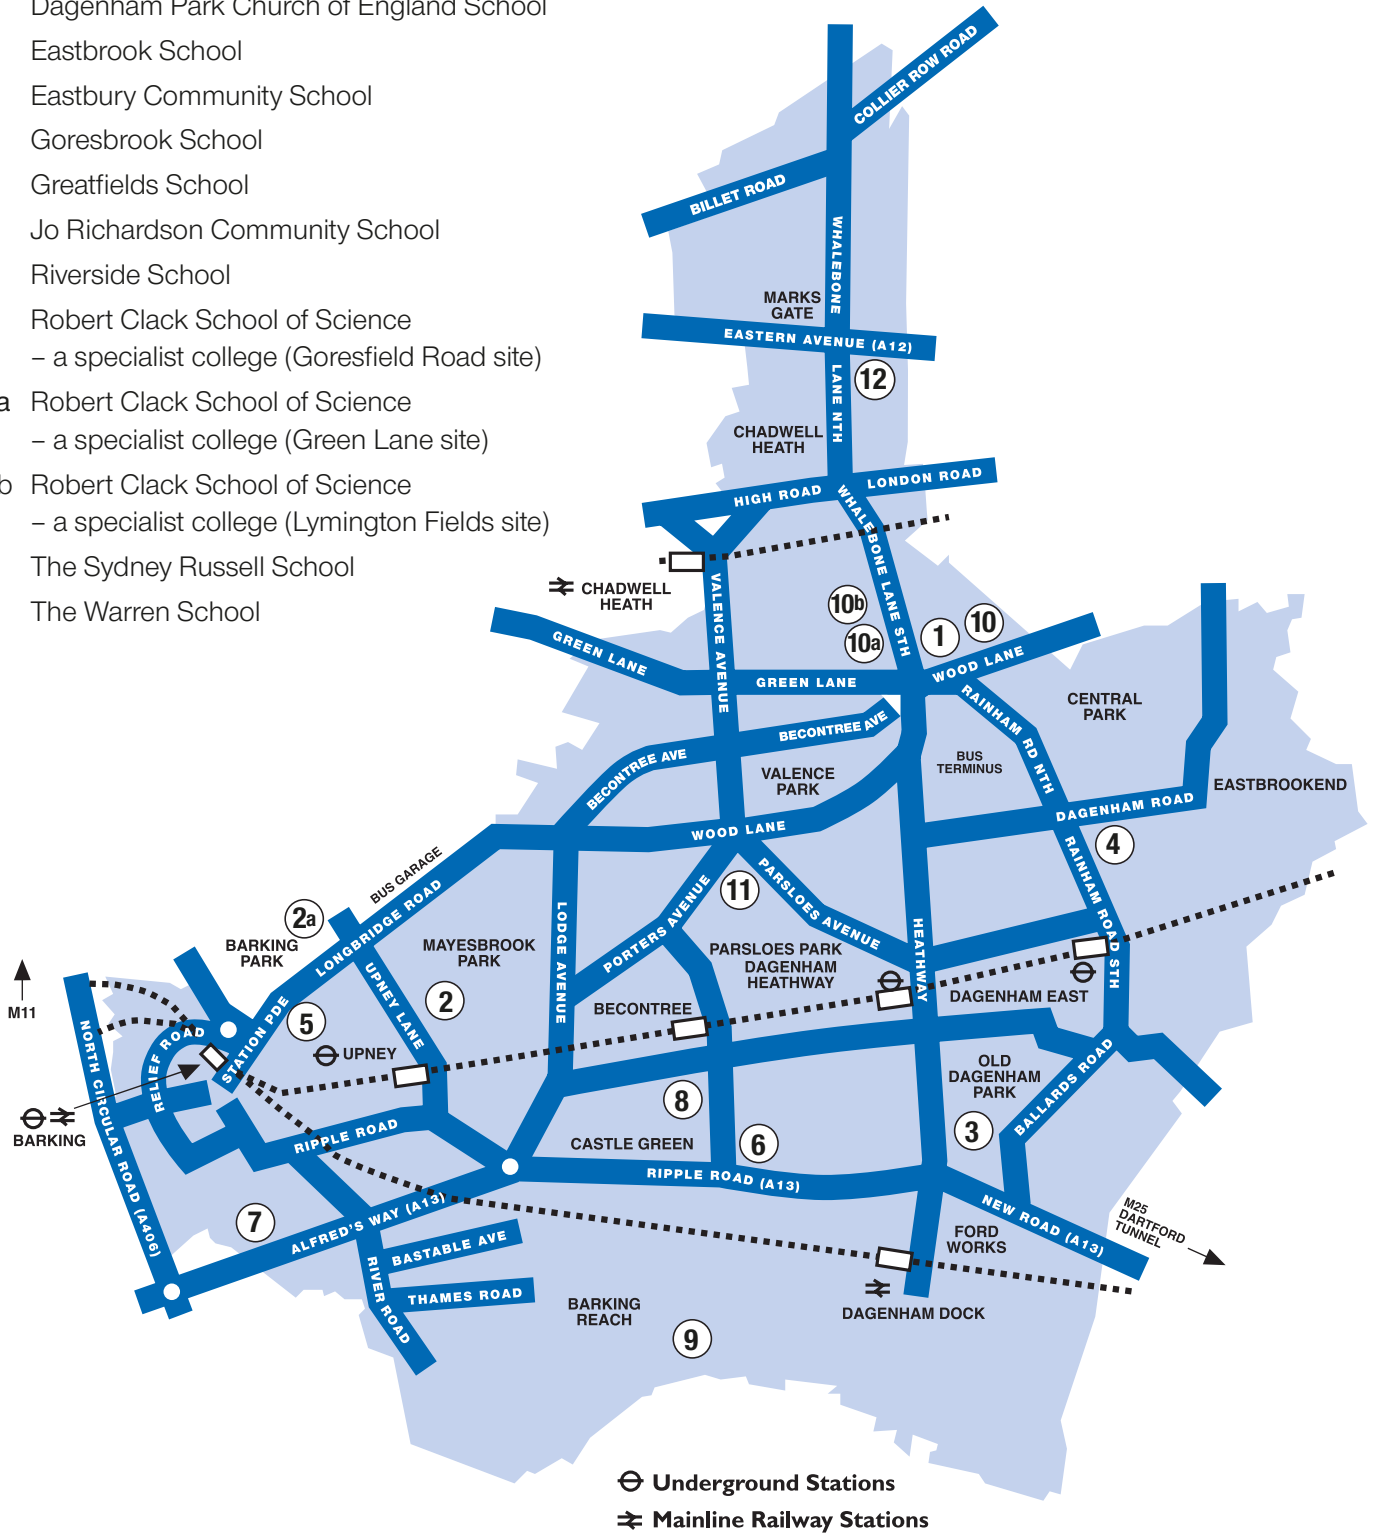 Dagenham Park Church of England School
Eastbrook School
Eastbury Community School
Goresbrook School
Greatfields School
Jo Richardson Community School
Riverside School
Robert Clack School of Science
– a specialist college (Goresfield Road site)
a Robert Clack School of Science
– a specialist college (Green Lane site)
b Robert Clack School of Science
– a specialist college (Lymington Fields site)
The Sydney Russell School
The Warren School
COLLIER ROW ROAD
BILLET ROAD
WHALEBONE
LANE NTH
MARKS
GATE
EASTERN AVENUE (A12)
12
CHADWELL
HEATH
HIGH ROAD
LONDON ROAD
WHALEBONE LANE STH
CHADWELL
HEATH
VALENCE AVENUE
10b
10a
1
10
GREEN LANE
GREEN LANE
WOOD LANE
RAINHAM RD NTH
CENTRAL
PARK
BECONTREE AVE
BECONTREE AVE
BUS
TERMINUS
VALENCE
PARK
EASTBROOKEND
DAGENHAM ROAD
WOOD LANE
4
RAINHAM ROAD STH
BUS GARAGE
LONGBRIDGE ROAD
2a
11
PARSLOES AVENUE
PORTERS AVENUE
LODGE AVENUE
HEATHWAY
BARKING
PARK
MAYESBROOK
PARK
UPNEY LANE
2
PARSLOES PARK
DAGENHAM
HEATHWAY
DAGENHAM EAST
BECONTREE
M11
NORTH CIRCULAR ROAD (A406)
RELIEF ROAD
STATION PDE
5
UPNEY
BARKING
OLD
DAGENHAM
PARK
BALLARDS ROAD
8
3
6
CASTLE GREEN
RIPPLE ROAD
RIPPLE ROAD (A13)
7
ALFRED'S WAY (A13)
NEW ROAD (A13)
M25
DARTFORD
TUNNEL
BASTABLE AVE
RIVER ROAD
THAMES ROAD
FORD
WORKS
BARKING
REACH
DAGENHAM DOCK
9
Underground Stations
Mainline Railway Stations